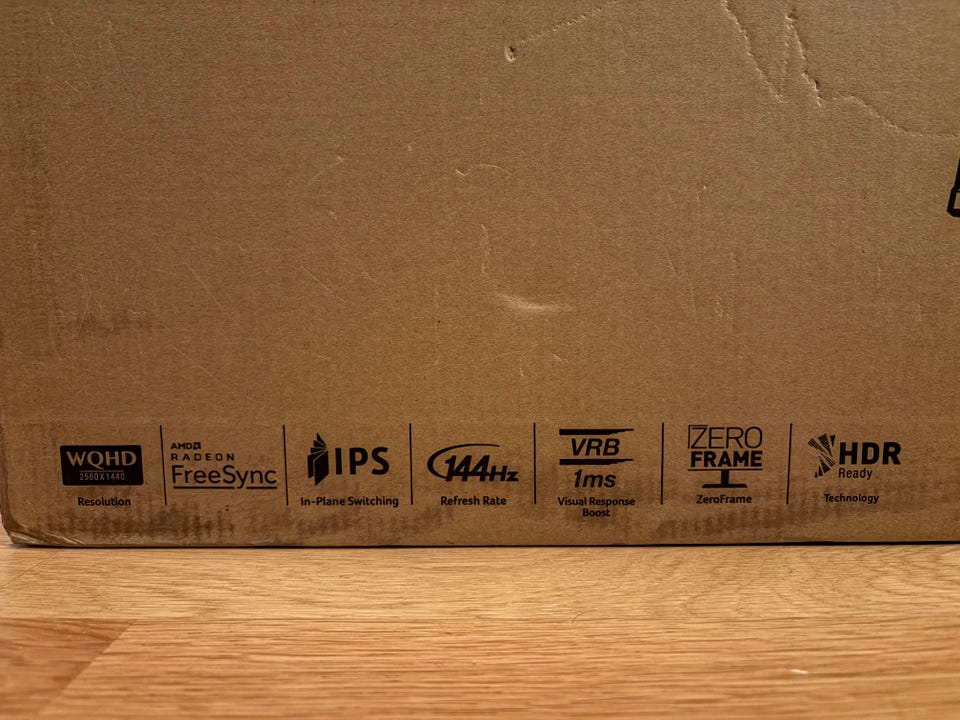 WQHD
2560X1440
Resolution
AMD
RADEON
FreeSync
IPS
In-Plane Switching
144Hz
Refresh Rate
VRB
1ms
Visual Response
Boost
ZERO
FRAME
ZeroFrame
HDR
Ready
Technology